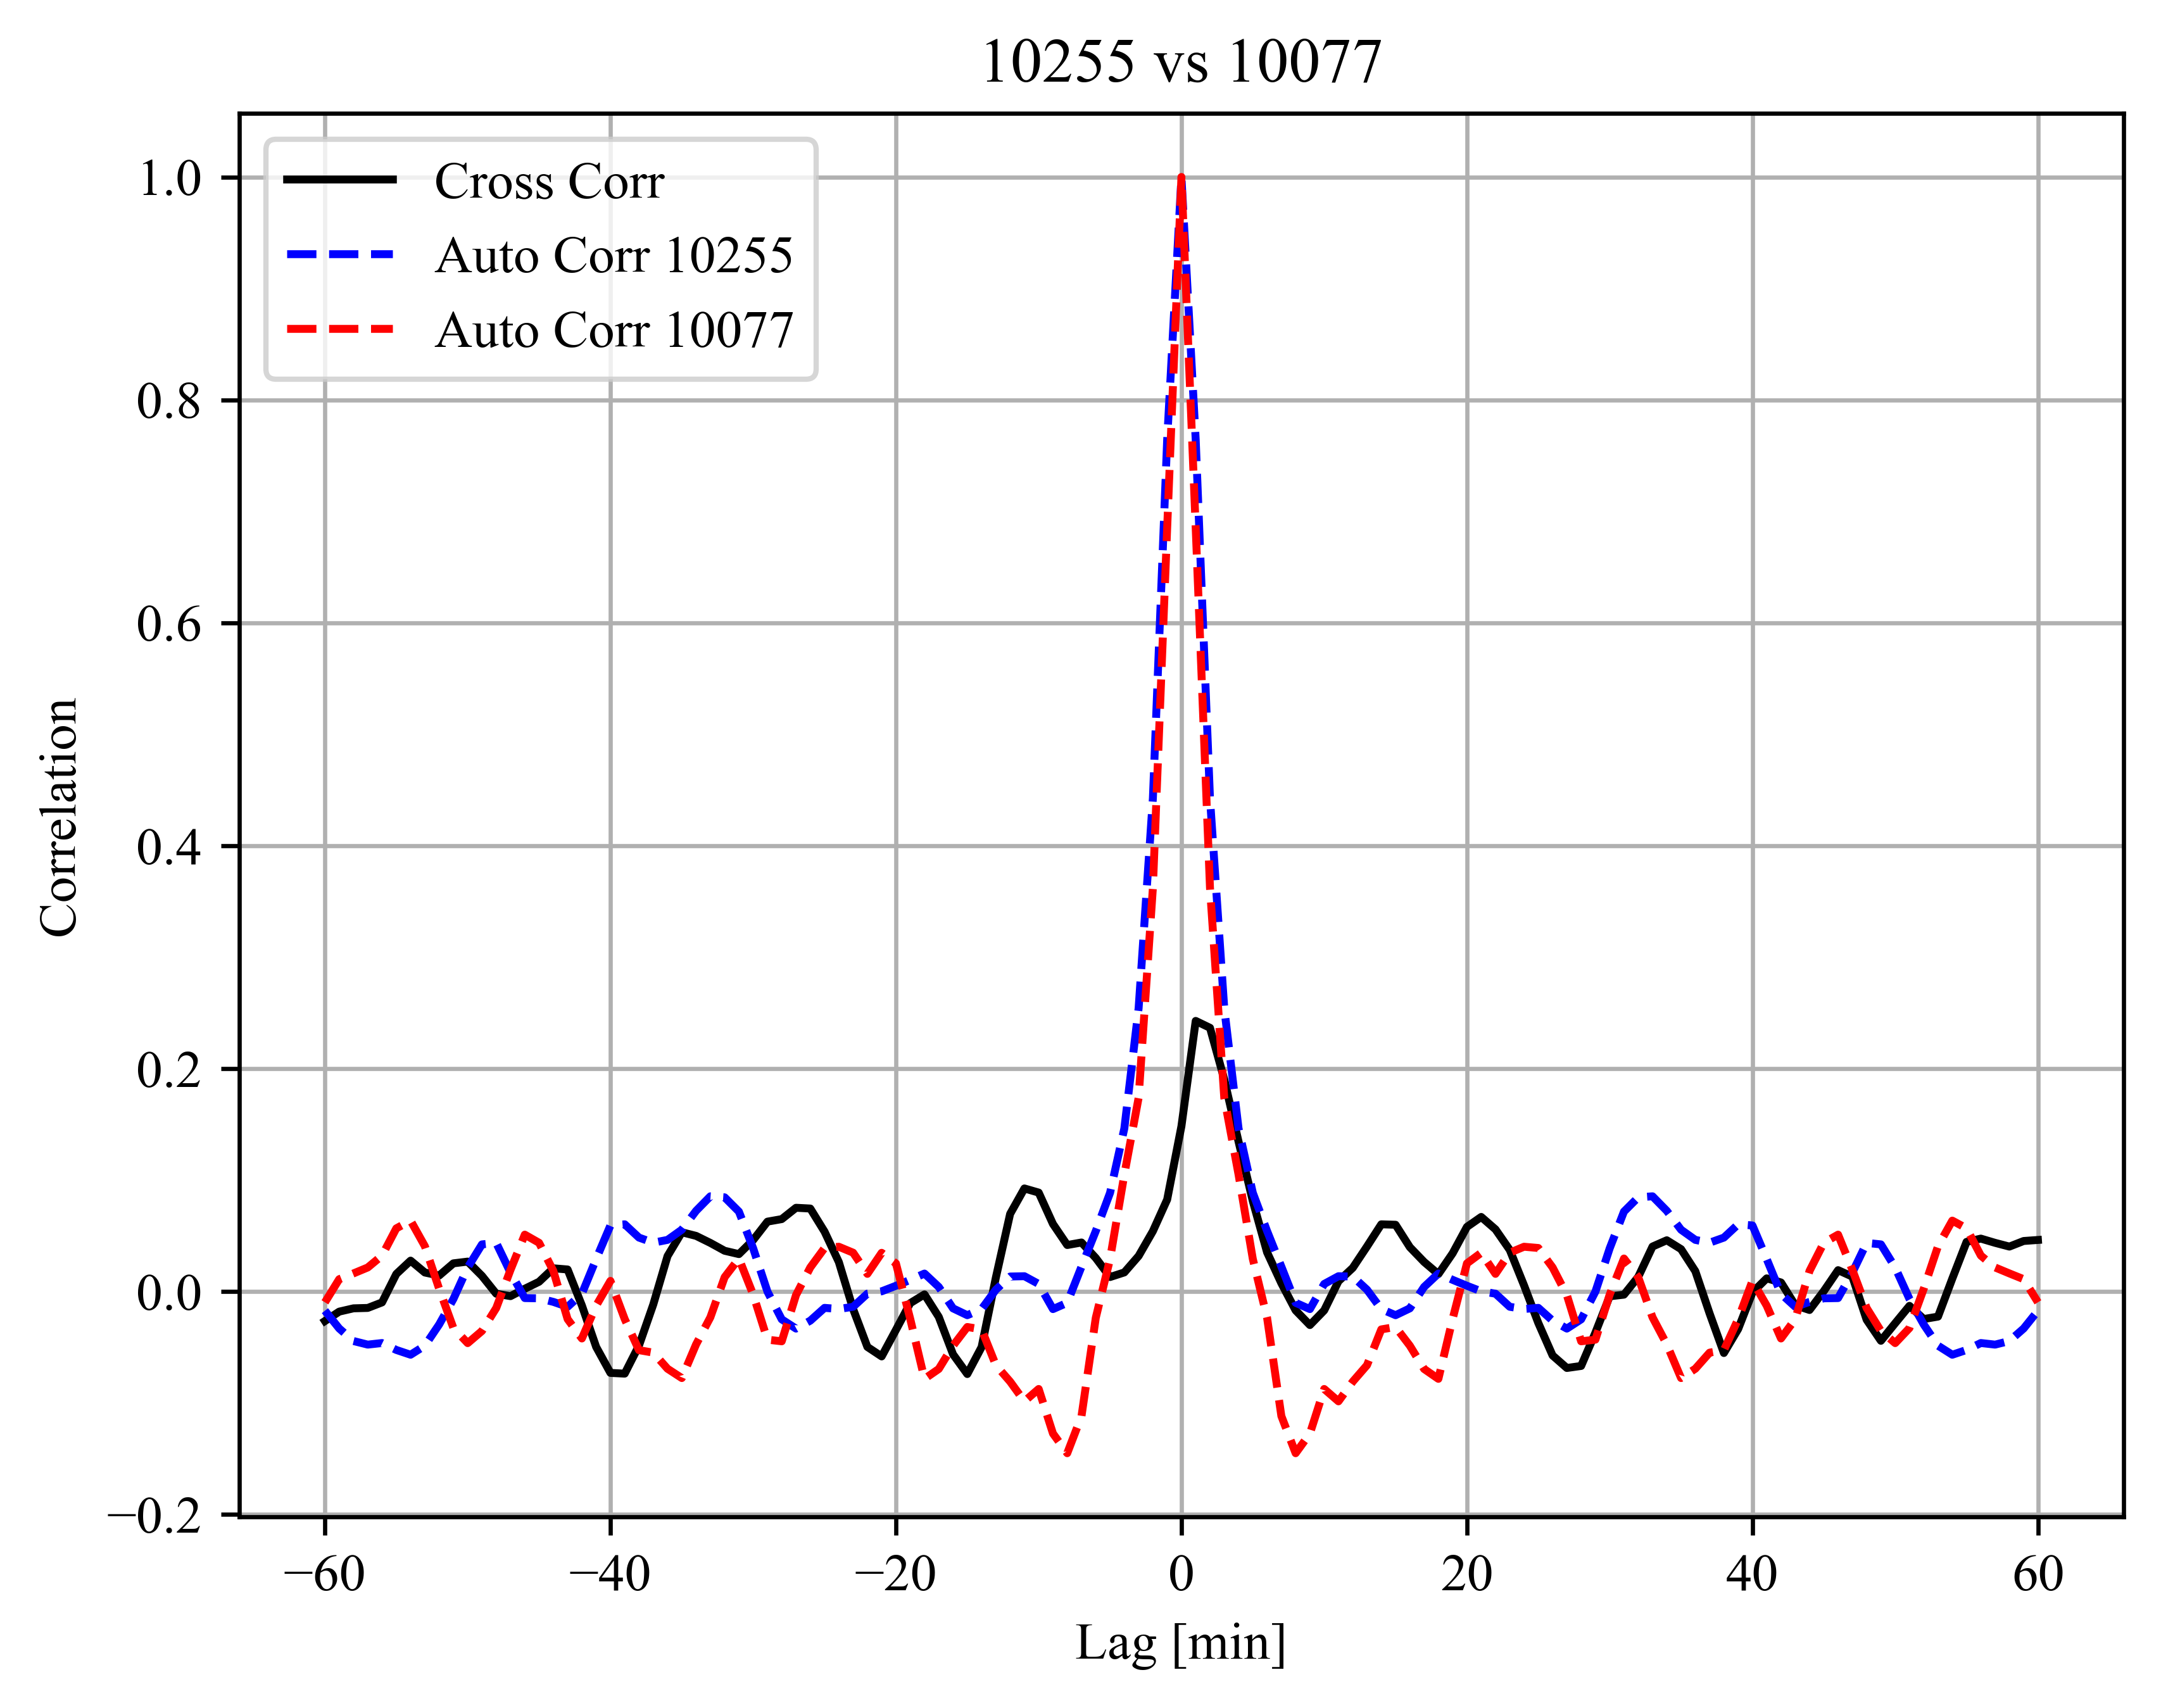 10255 vs 10077
Cross Corr
Auto Corr 10255
Auto Corr 10077
1.0
0.8
0.6
0.4
0.2
0.0
−0.2
Correlation
−60 −40 −20 0 20 40 60
Lag [min]